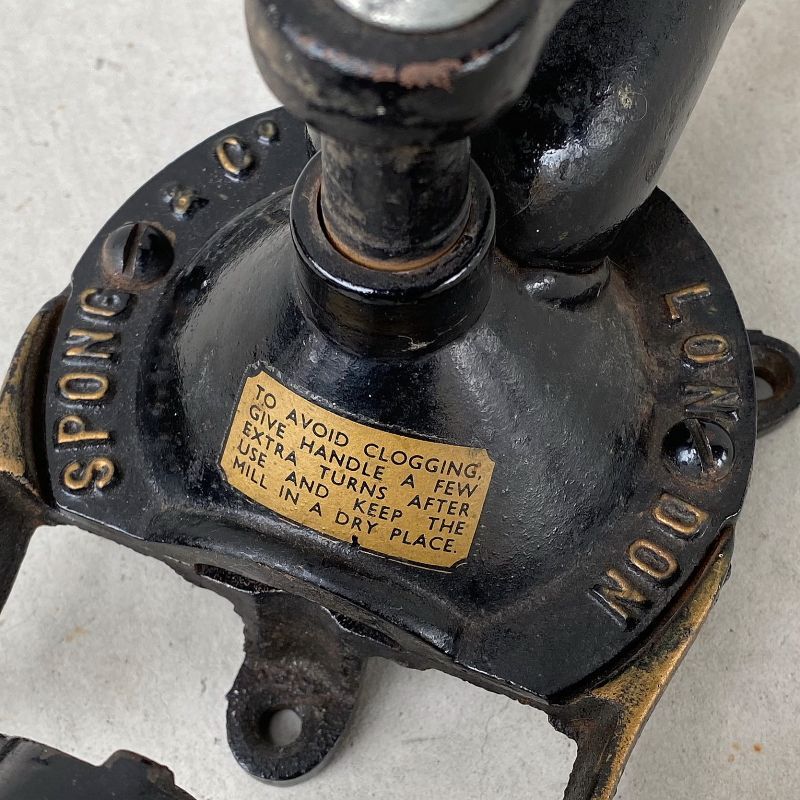 SPONG
& Co
LONDON
TO AVOID CLOGGING,
GIVE HANDLE A FEW
EXTRA TURNS AFTER
USE AND KEEP THE
MILL IN A DRY PLACE.